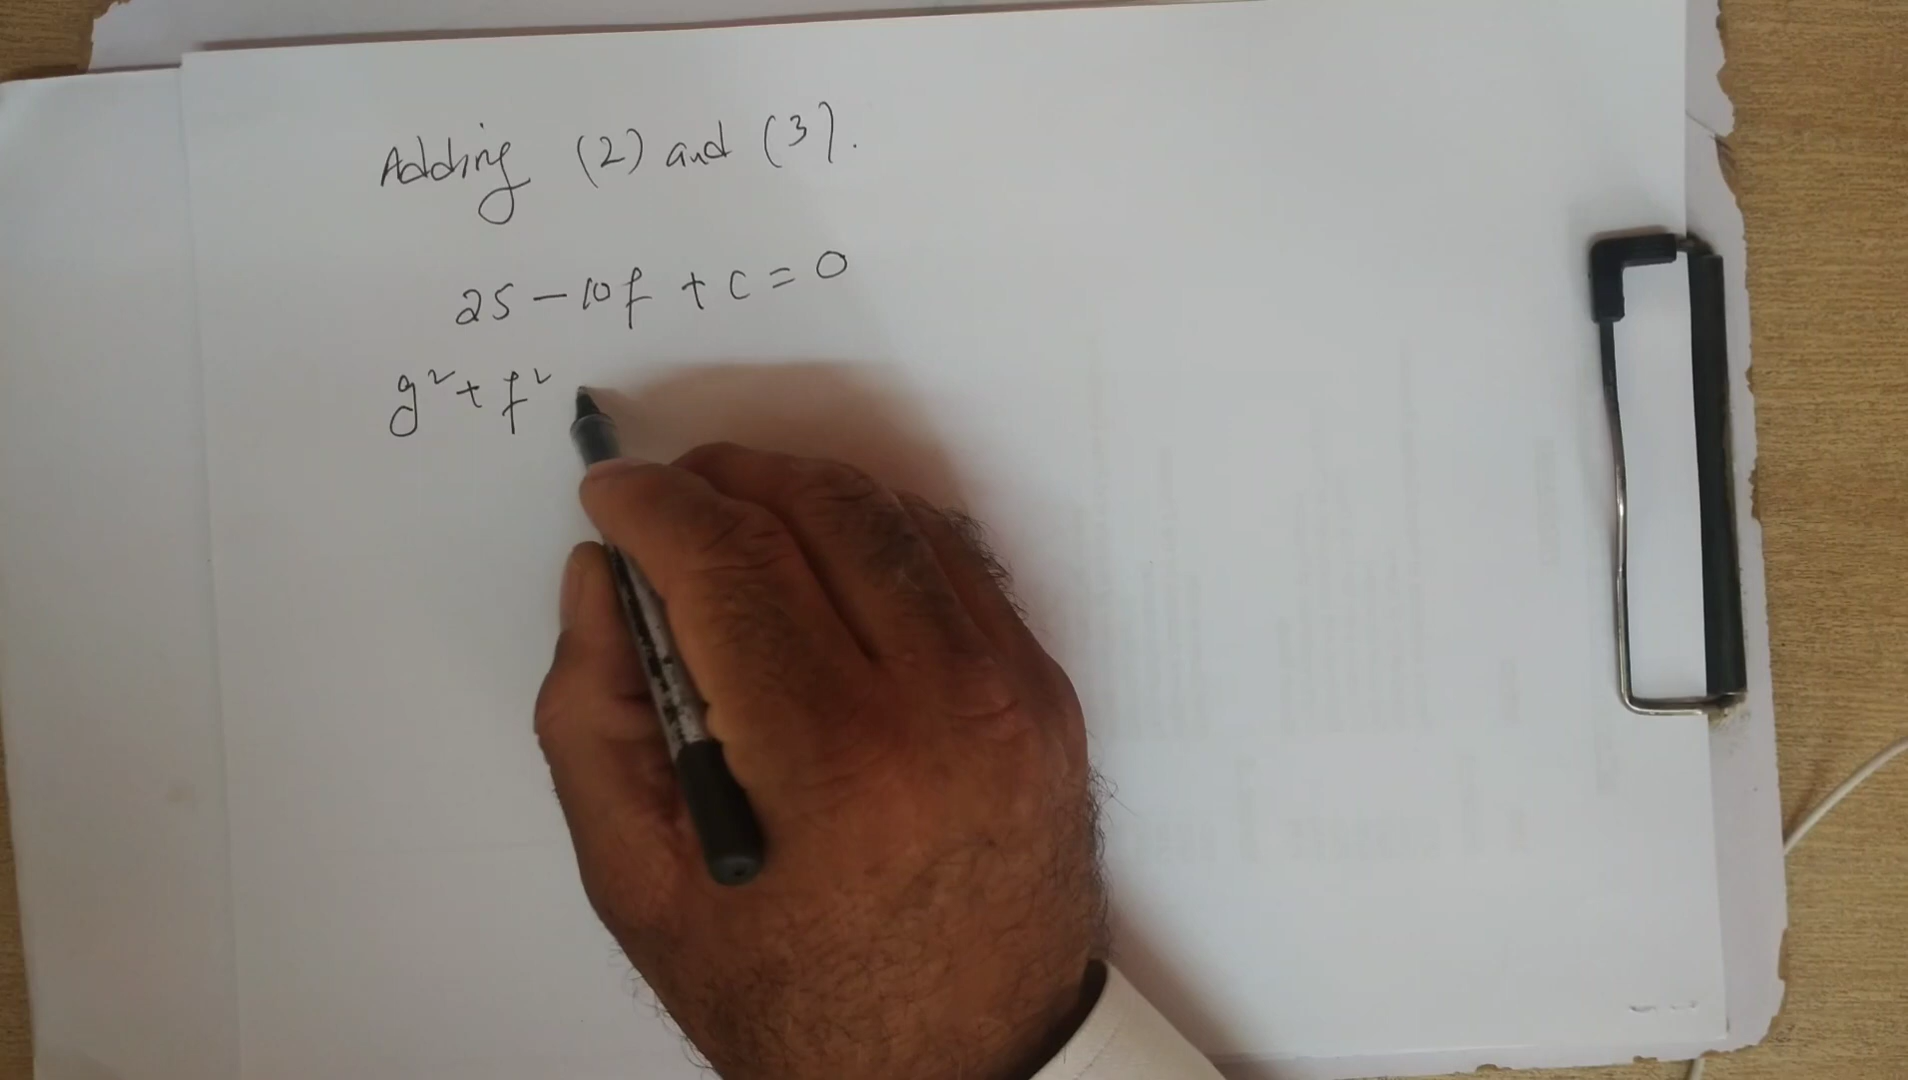 Adding (2) and (3).
25 - 10f + c = 0
g² + f²